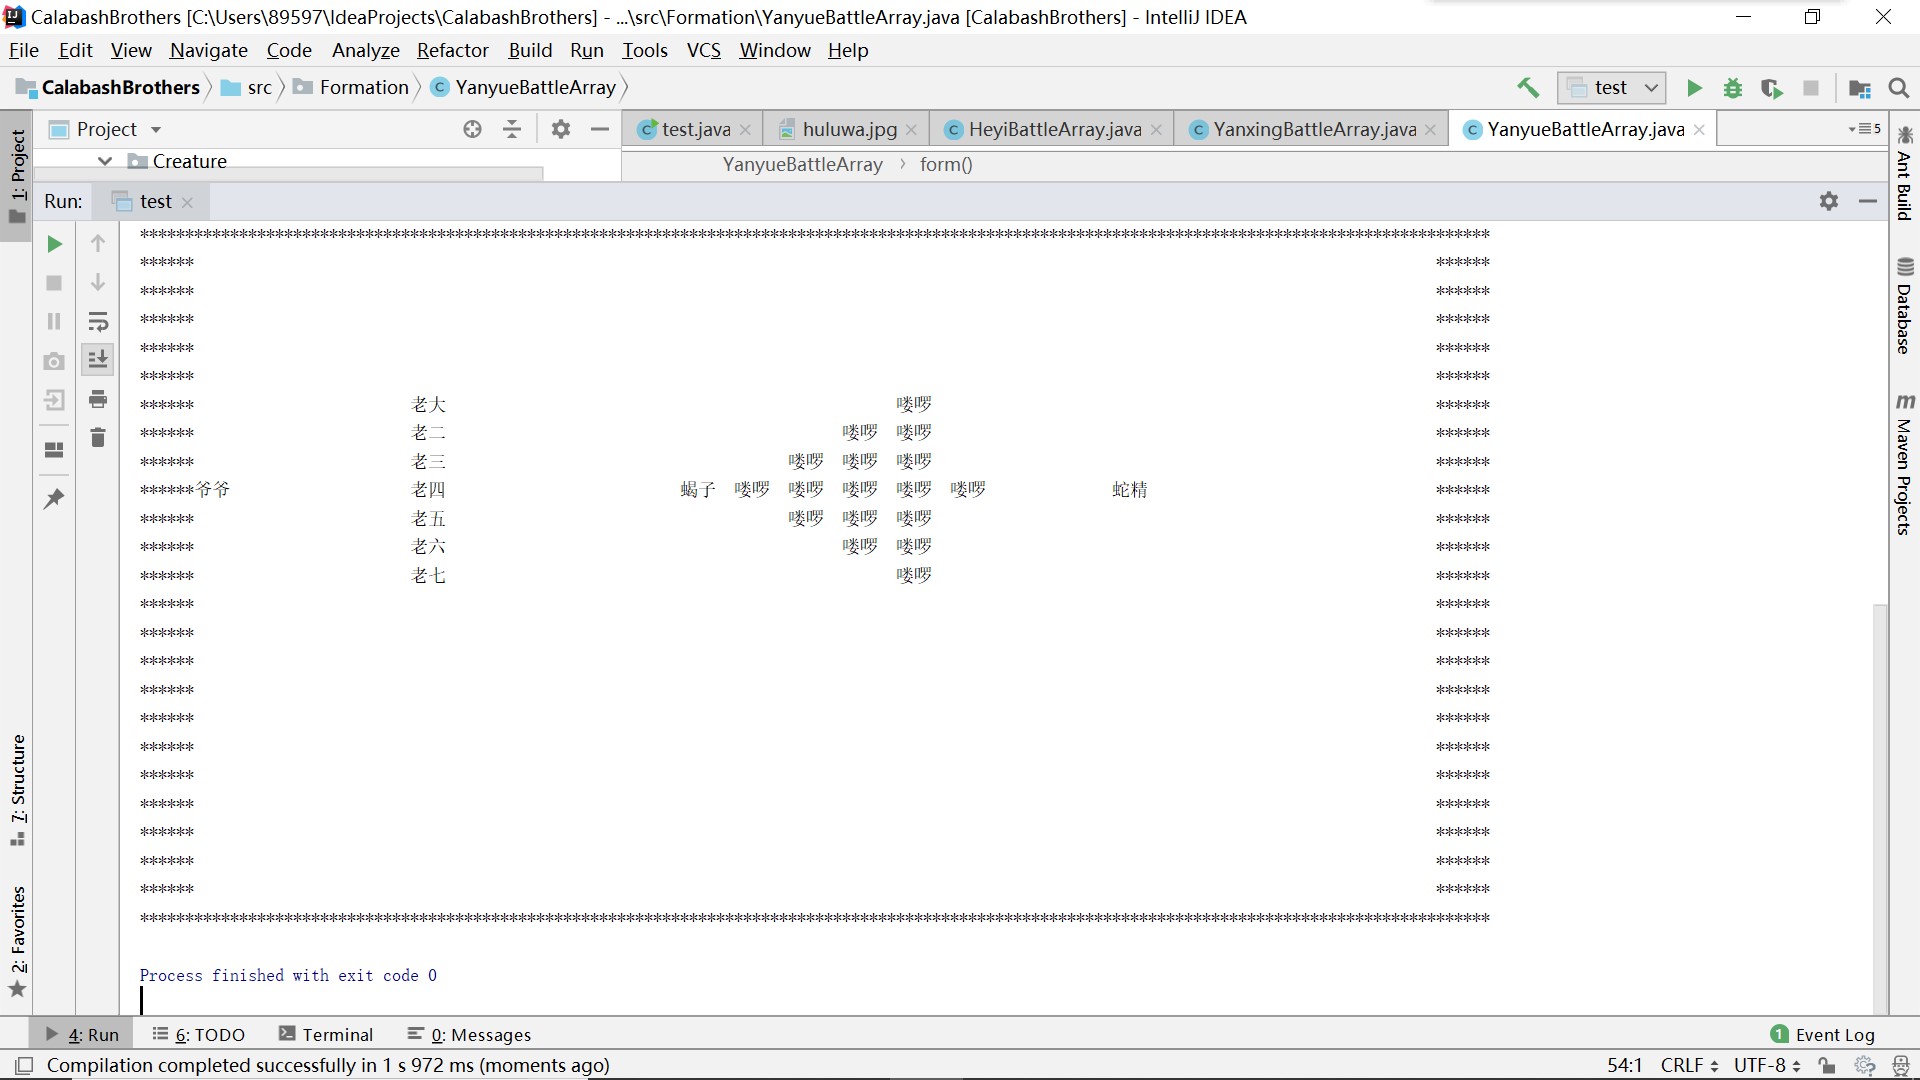 CalabashBrothers [C:\Users\89597\IdeaProjects\CalabashBrothers] - ...\src\Formation\YanyueBattleArray.java [CalabashBrothers] - IntelliJ IDEA
File Edit View Navigate Code Analyze Refactor Build Run Tools VCS Window Help
CalabashBrothers src Formation YanyueBattleArray test
Project test.java huluwa.jpg HeyiBattleArray.java YanxingBattleArray.java YanyueBattleArray.java 5
Creature YanyueBattleArray form()
Run: test
******************************************************************************************************************************************************
****** ******
****** ******
****** ******
****** ******
****** ******
****** 老大 喽啰 ******
****** 老二 喽啰 喽啰 ******
****** 老三 喽啰 喽啰 喽啰 ******
******爷爷 老四 蝎子 喽啰 喽啰 喽啰 喽啰 喽啰 蛇精 ******
****** 老五 喽啰 喽啰 喽啰 ******
****** 老六 喽啰 喽啰 ******
****** 老七 喽啰 ******
****** ******
****** ******
****** ******
****** ******
****** ******
****** ******
****** ******
****** ******
****** ******
****** ******
****** ******
******************************************************************************************************************************************************
Process finished with exit code 0
1: Project
7: Structure
2: Favorites
Ant Build
Database
m Maven Projects
4: Run 6: TODO Terminal 0: Messages 1 Event Log
Compilation completed successfully in 1 s 972 ms (moments ago) 54:1 CRLF UTF-8